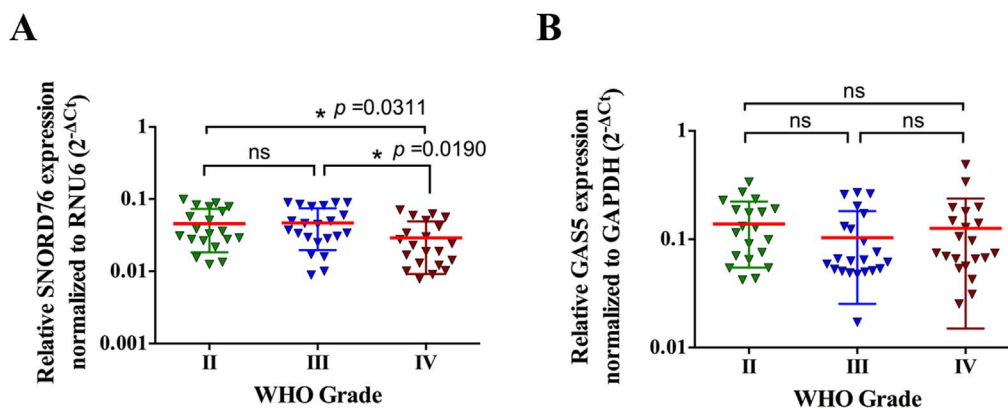 A
Relative SNORD76 expression
normalized to RNU6 (2-ΔCt)
* p =0.0311
ns
* p =0.0190
1
0.1
0.01
0.001
II
III
IV
WHO Grade
B
Relative GAS5 expression
normalized to GAPDH (2-ΔCt)
ns
ns
ns
1
0.1
0.01
II
III
IV
WHO Grade